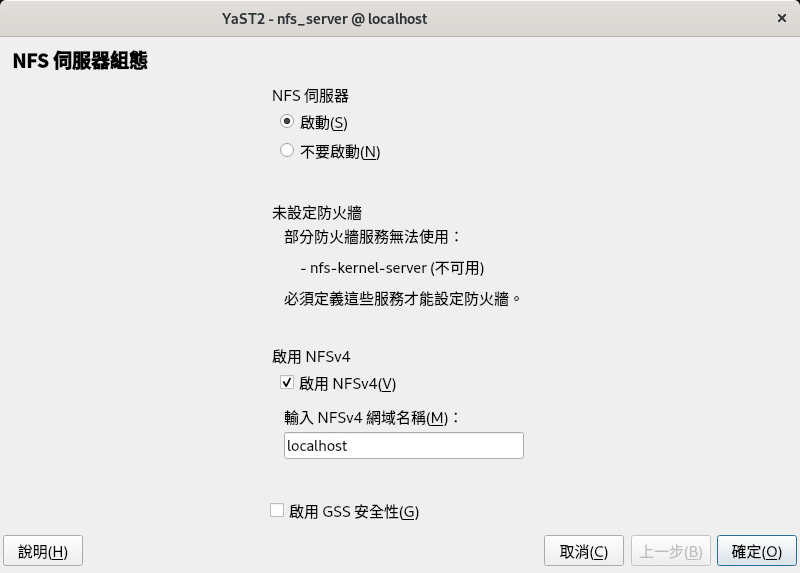 YaST2 - nfs_server @ localhost
NFS 伺服器組態
NFS 伺服器
啟動(S)
不要啟動(N)
未設定防火牆
部分防火牆服務無法使用：
- nfs-kernel-server (不可用)
必須定義這些服務才能設定防火牆。
啟用 NFSv4
啟用 NFSv4(V)
輸入 NFSv4 網域名稱(M)：
localhost
啟用 GSS 安全性(G)
說明(H) 取消(C) 上一步(B) 確定(O)